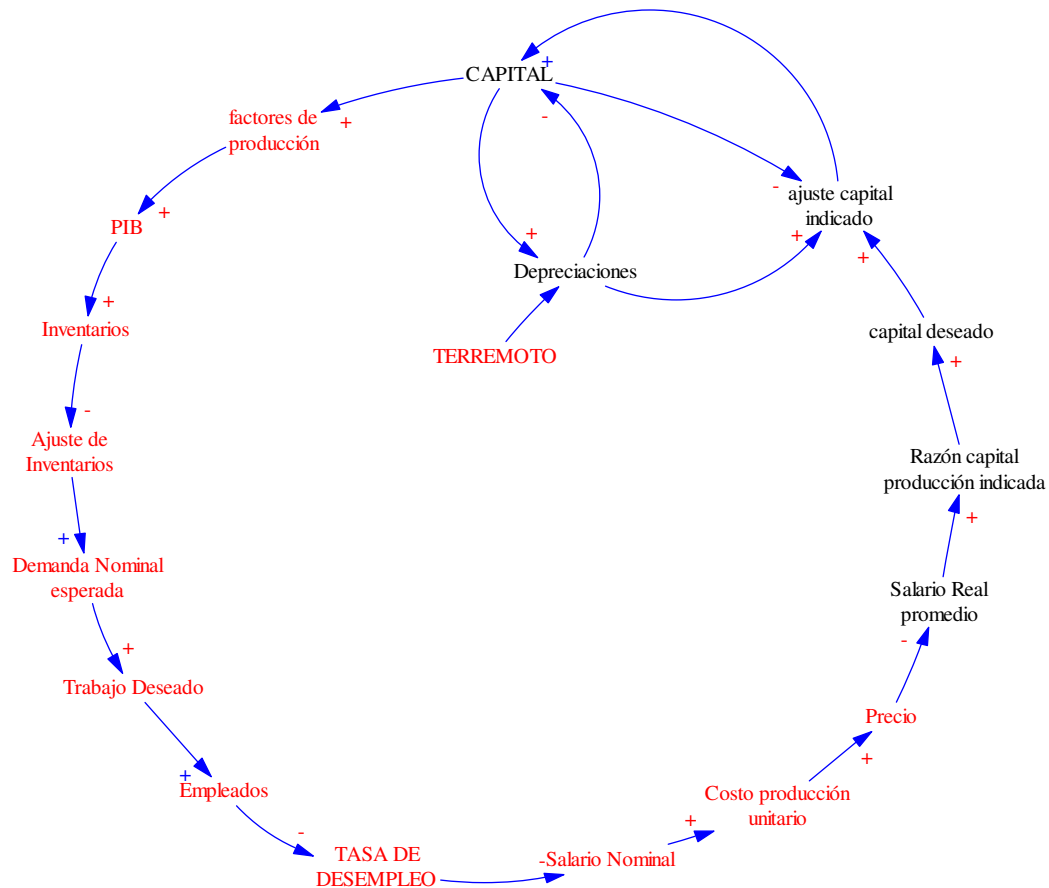 +
CAPITAL
factores de
producción
+
-
-
ajuste capital
indicado
+
PIB
+
+
+
Depreciaciones
+
Inventarios
capital deseado
TERREMOTO
+
-
Ajuste de
Inventarios
Razón capital
producción indicada
+
+
Demanda Nominal
esperada
Salario Real
promedio
-
+
Trabajo Deseado
Precio
+
+
Empleados
Costo producción
unitario
+
-
TASA DE
DESEMPLEO
-Salario Nominal